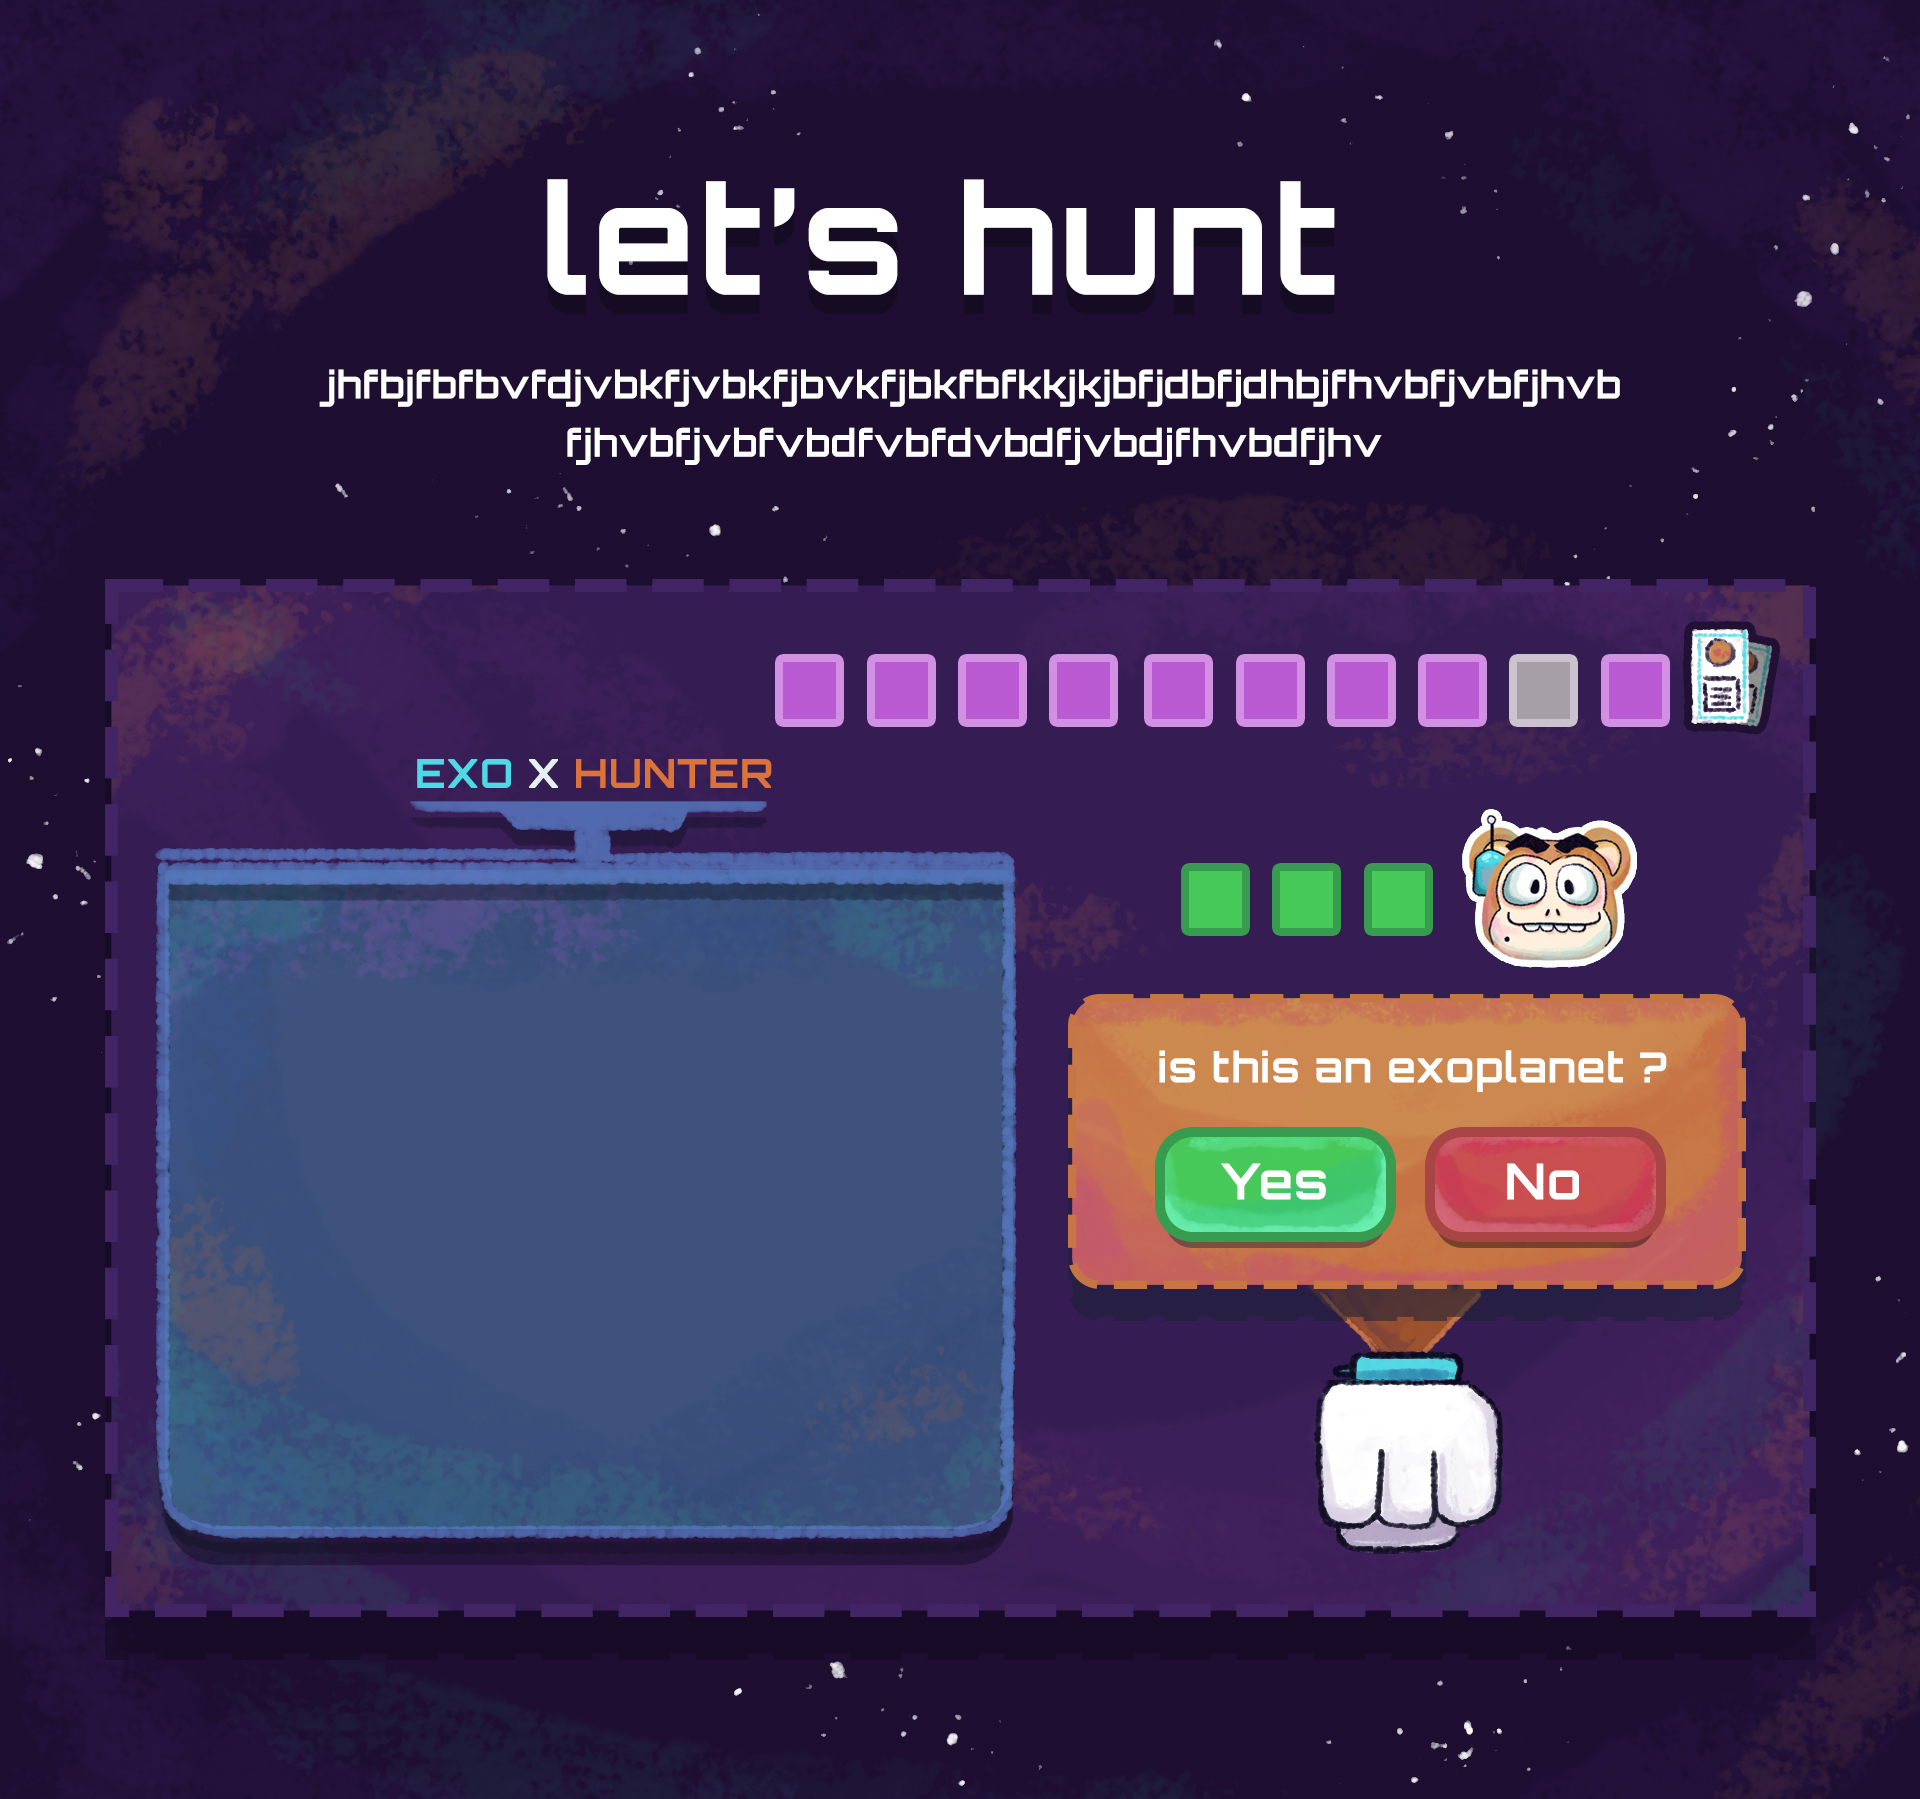 let's hunt
jhfbjfbfbvfdjvbkfjvbkfjbvkfjbkfbfkkjkjbfjdbfjdhbjfhvbfjvbfjhvb
fjhvbfjvbfvbdfvbfdvbdfjvbdjfhvbdfjhv
EXO X HUNTER
is this an exoplanet ?
Yes
No